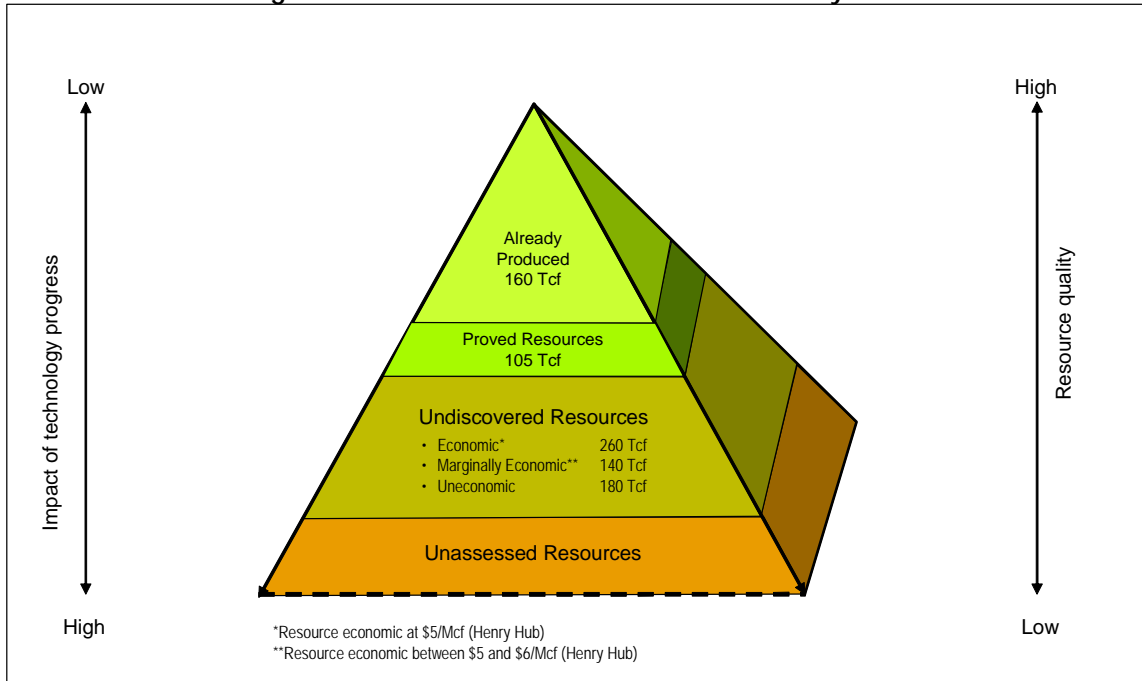 Low
High
Already
Produced
160 Tcf
Impact of technology progress
Resource quality
Proved Resources
105 Tcf
Undiscovered Resources
• Economic* 260 Tcf
• Marginally Economic** 140 Tcf
• Uneconomic 180 Tcf
Unassessed Resources
High
Low
*Resource economic at $5/Mcf (Henry Hub)
**Resource economic between $5 and $6/Mcf (Henry Hub)